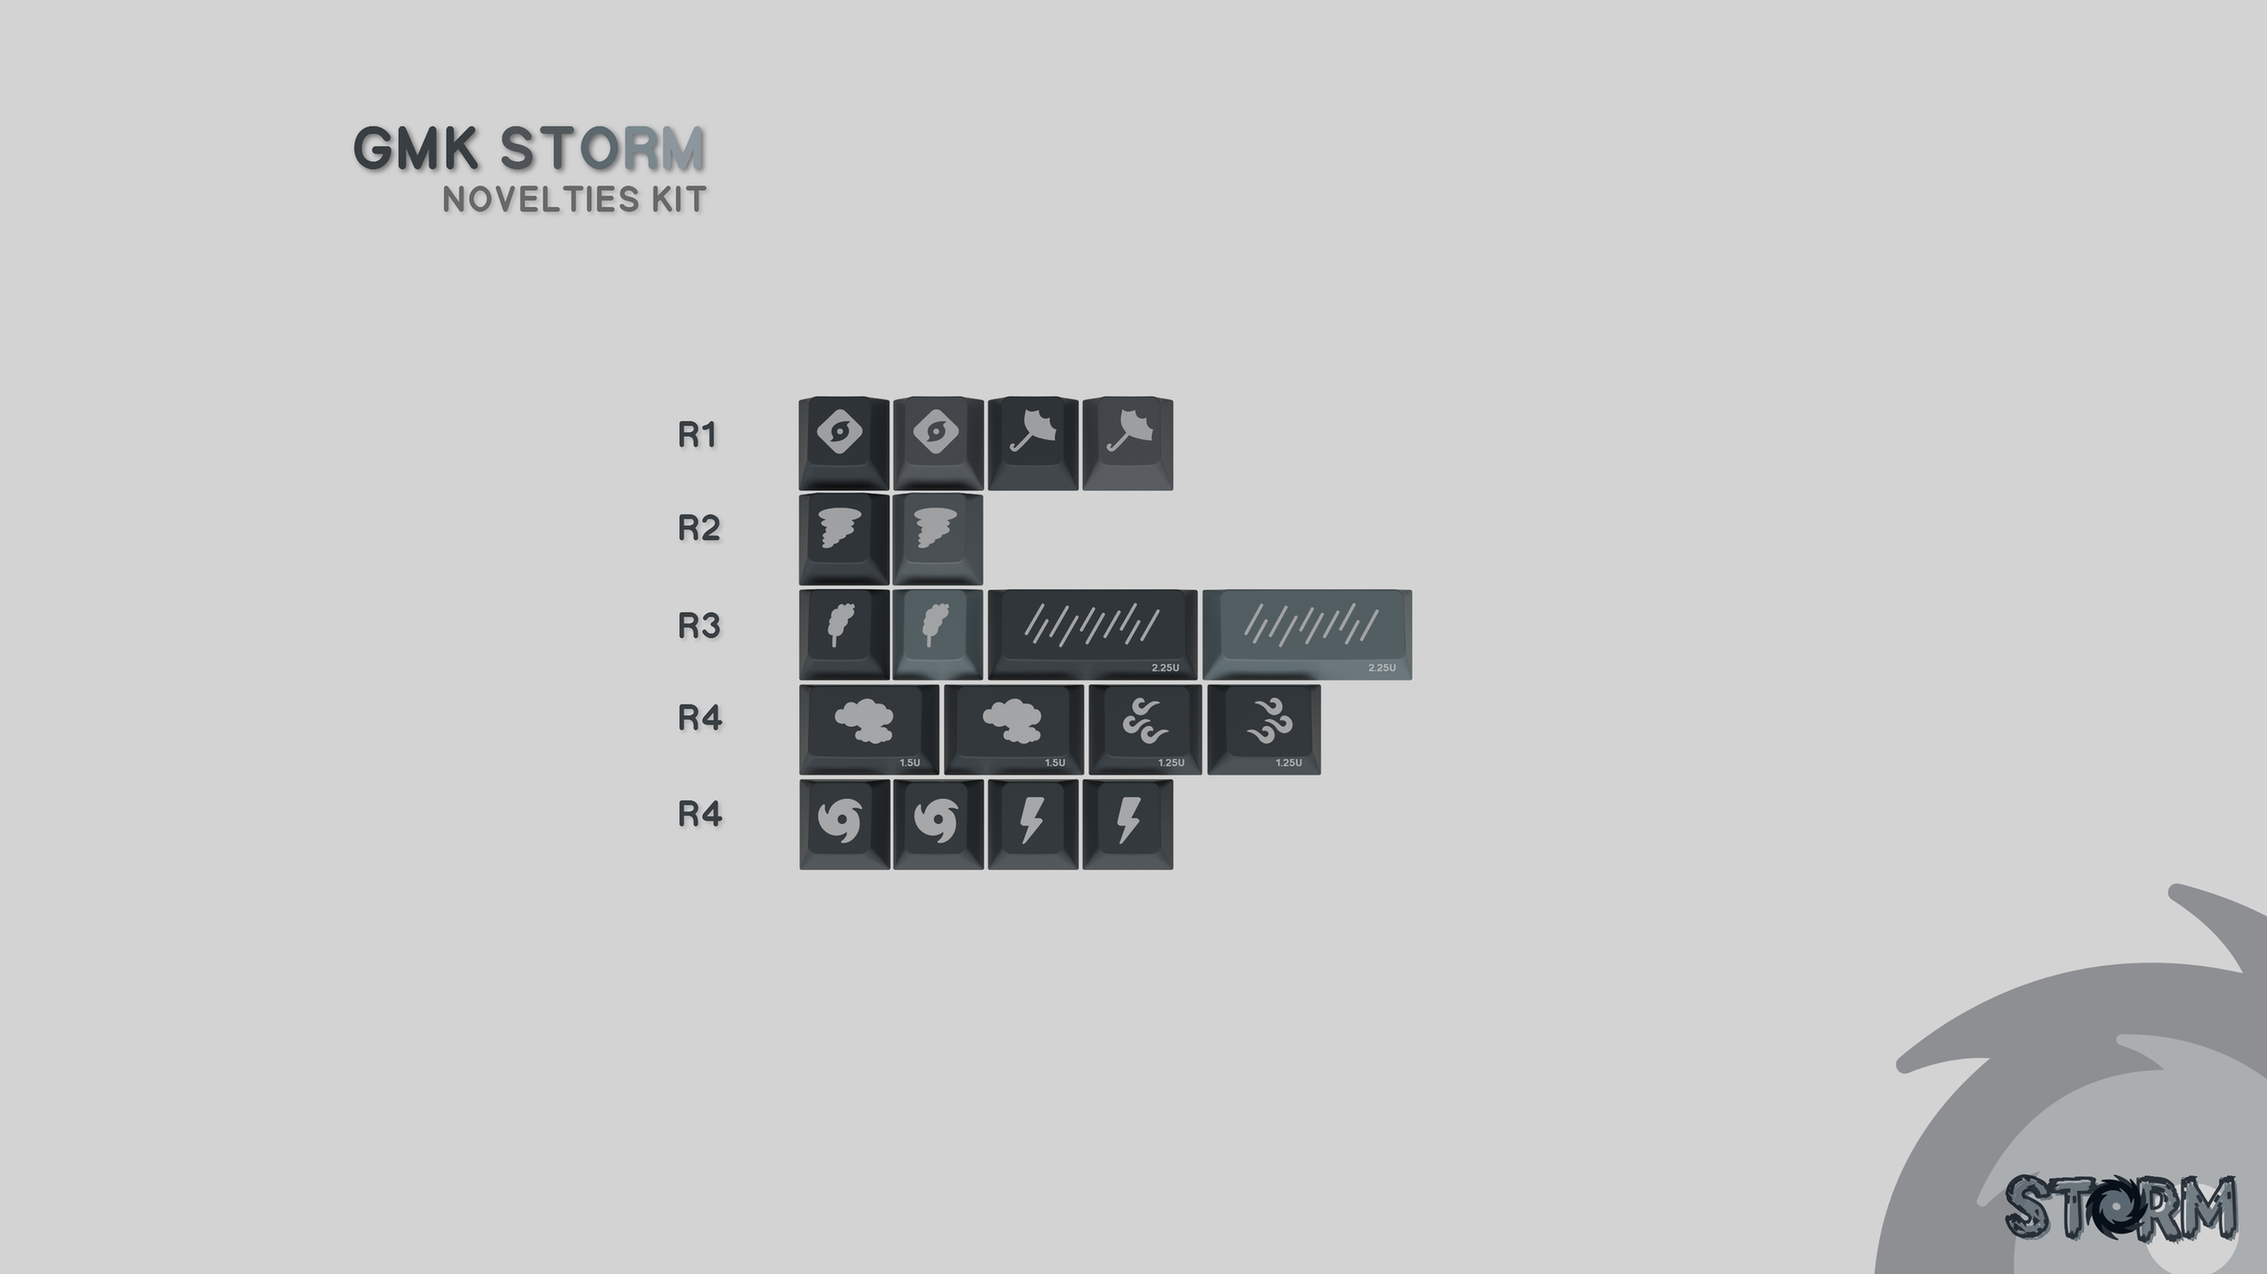 GMK STORM
NOVELTIES KIT
R1
R2
R3
2.25U
2.25U
R4
1.5U
1.5U
1.25U
1.25U
R4
STORM